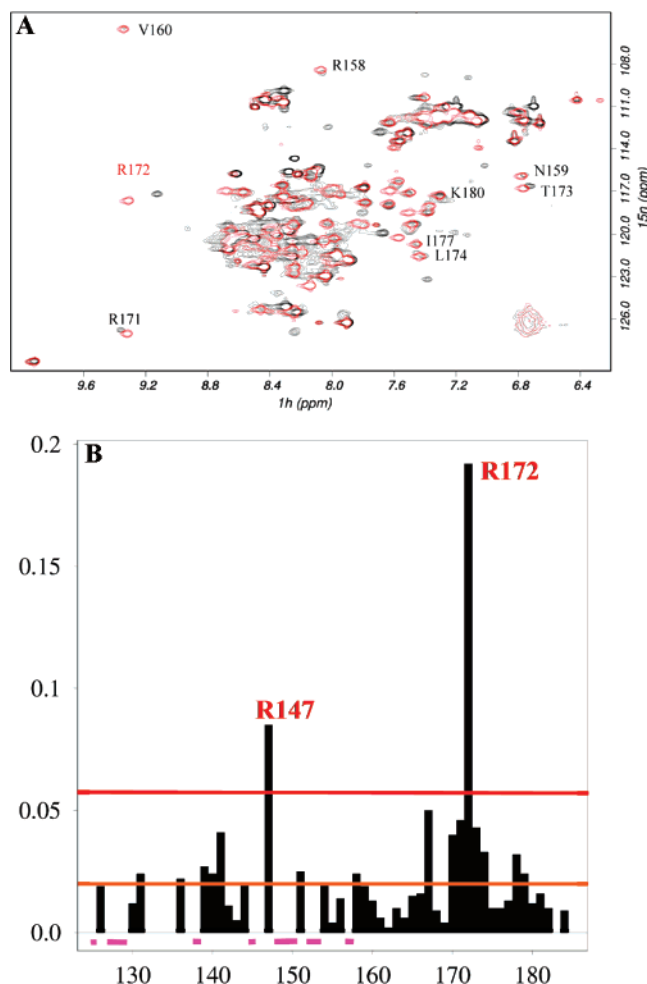 A
V160
R158
108.0
111.0
114.0
R172
N159
117.0
K180
T173
15n (ppm)
120.0
I177
L174
123.0
R171
126.0
9.6 9.2 8.8 8.4 8.0 7.6 7.2 6.8 6.4
1h (ppm)
B
0.2
R172
0.15
0.1
R147
0.05
0.0
130 140 150 160 170 180